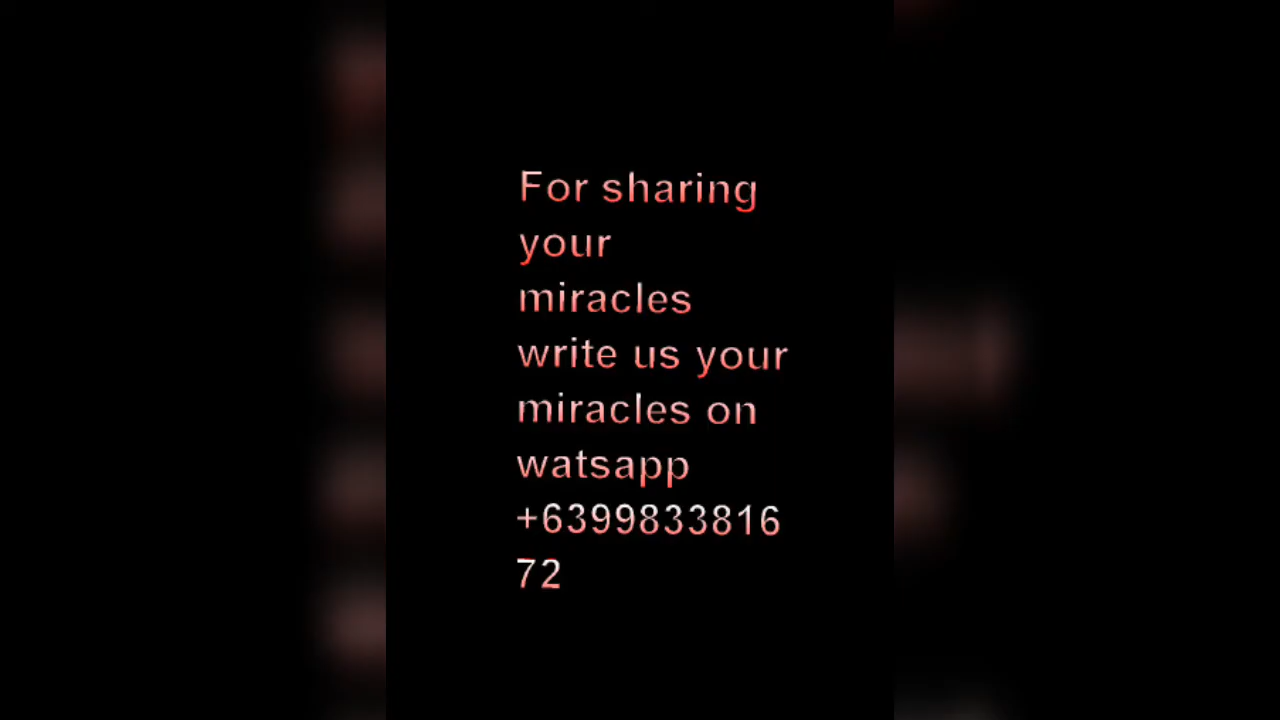 For sharing
your
miracles
write us your
miracles on
watsapp
+6399833816
72